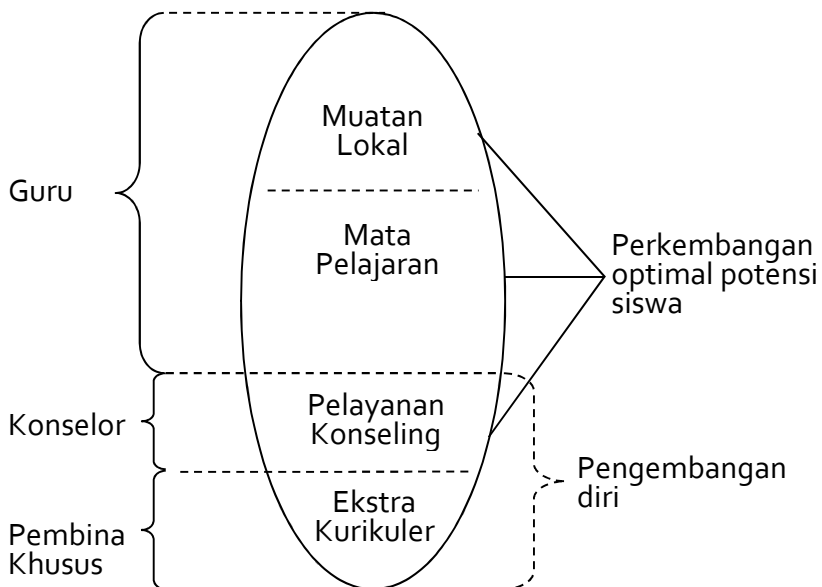 Muatan
Lokal
Guru
Mata
Pelajaran
Perkembangan
optimal potensi
siswa
Pelayanan
Konseling
Konselor
Pengembangan
diri
Ekstra
Kurikuler
Pembina
Khusus